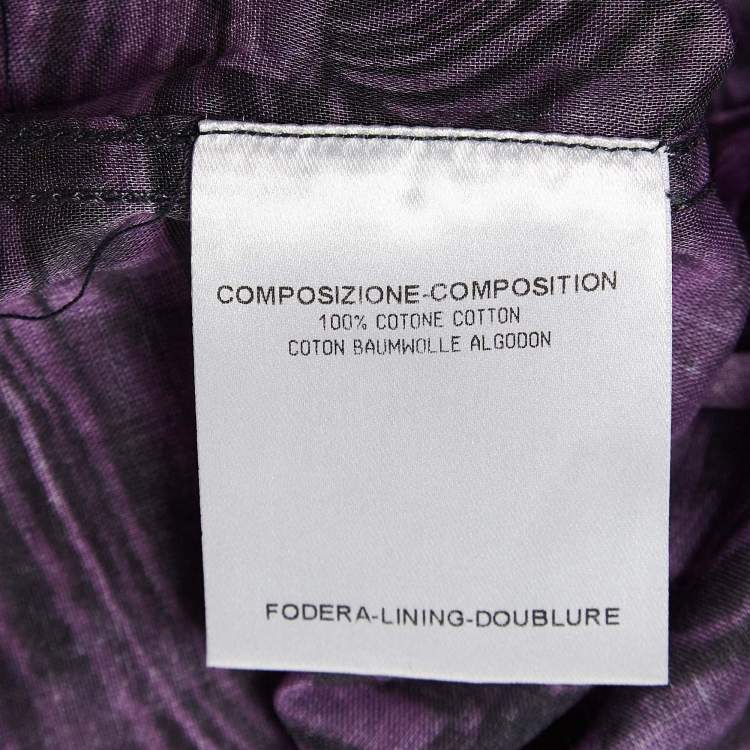 COMPOSIZIONE-COMPOSITION
100% COTONE COTTON
COTON BAUMWOLLE ALGODON
FODERA-LINING-DOUBLURE